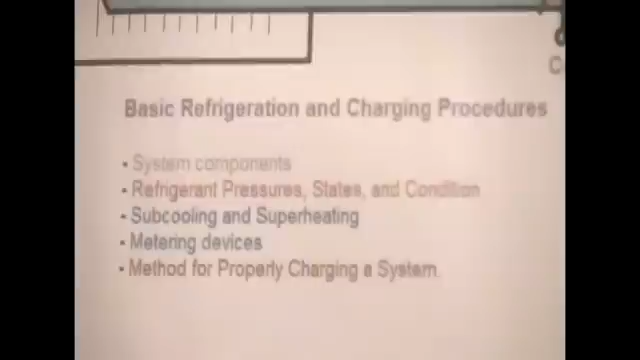 Basic Refrigeration and Charging Procedures
• System components
• Refrigerant Pressures, States, and Condition
• Subcooling and Superheating
• Metering devices
• Method for Properly Charging a System